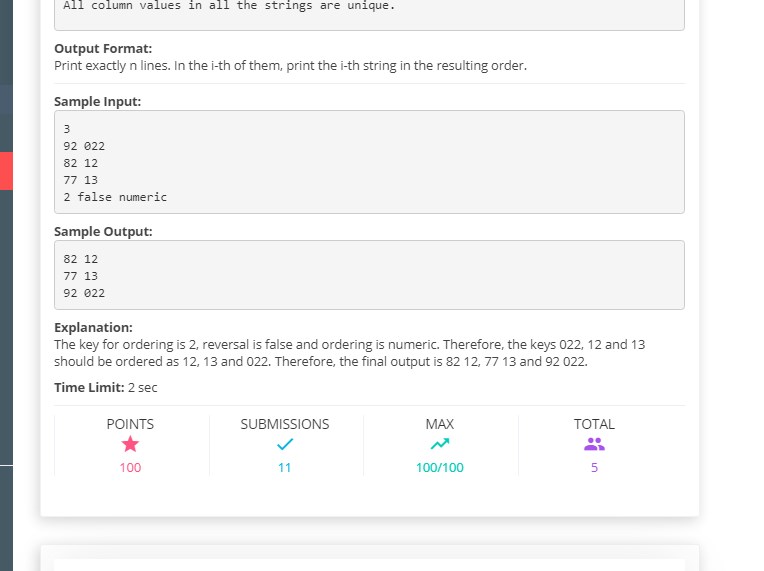 All column values in all the strings are unique.
Output Format:
Print exactly n lines. In the i-th of them, print the i-th string in the resulting order.
Sample Input:
3
92 022
82 12
77 13
2 false numeric
Sample Output:
82 12
77 13
92 022
Explanation:
The key for ordering is 2, reversal is false and ordering is numeric. Therefore, the keys 022, 12 and 13
should be ordered as 12, 13 and 022. Therefore, the final output is 82 12, 77 13 and 92 022.
Time Limit: 2 sec
POINTS SUBMISSIONS MAX TOTAL
100 11 100/100 5